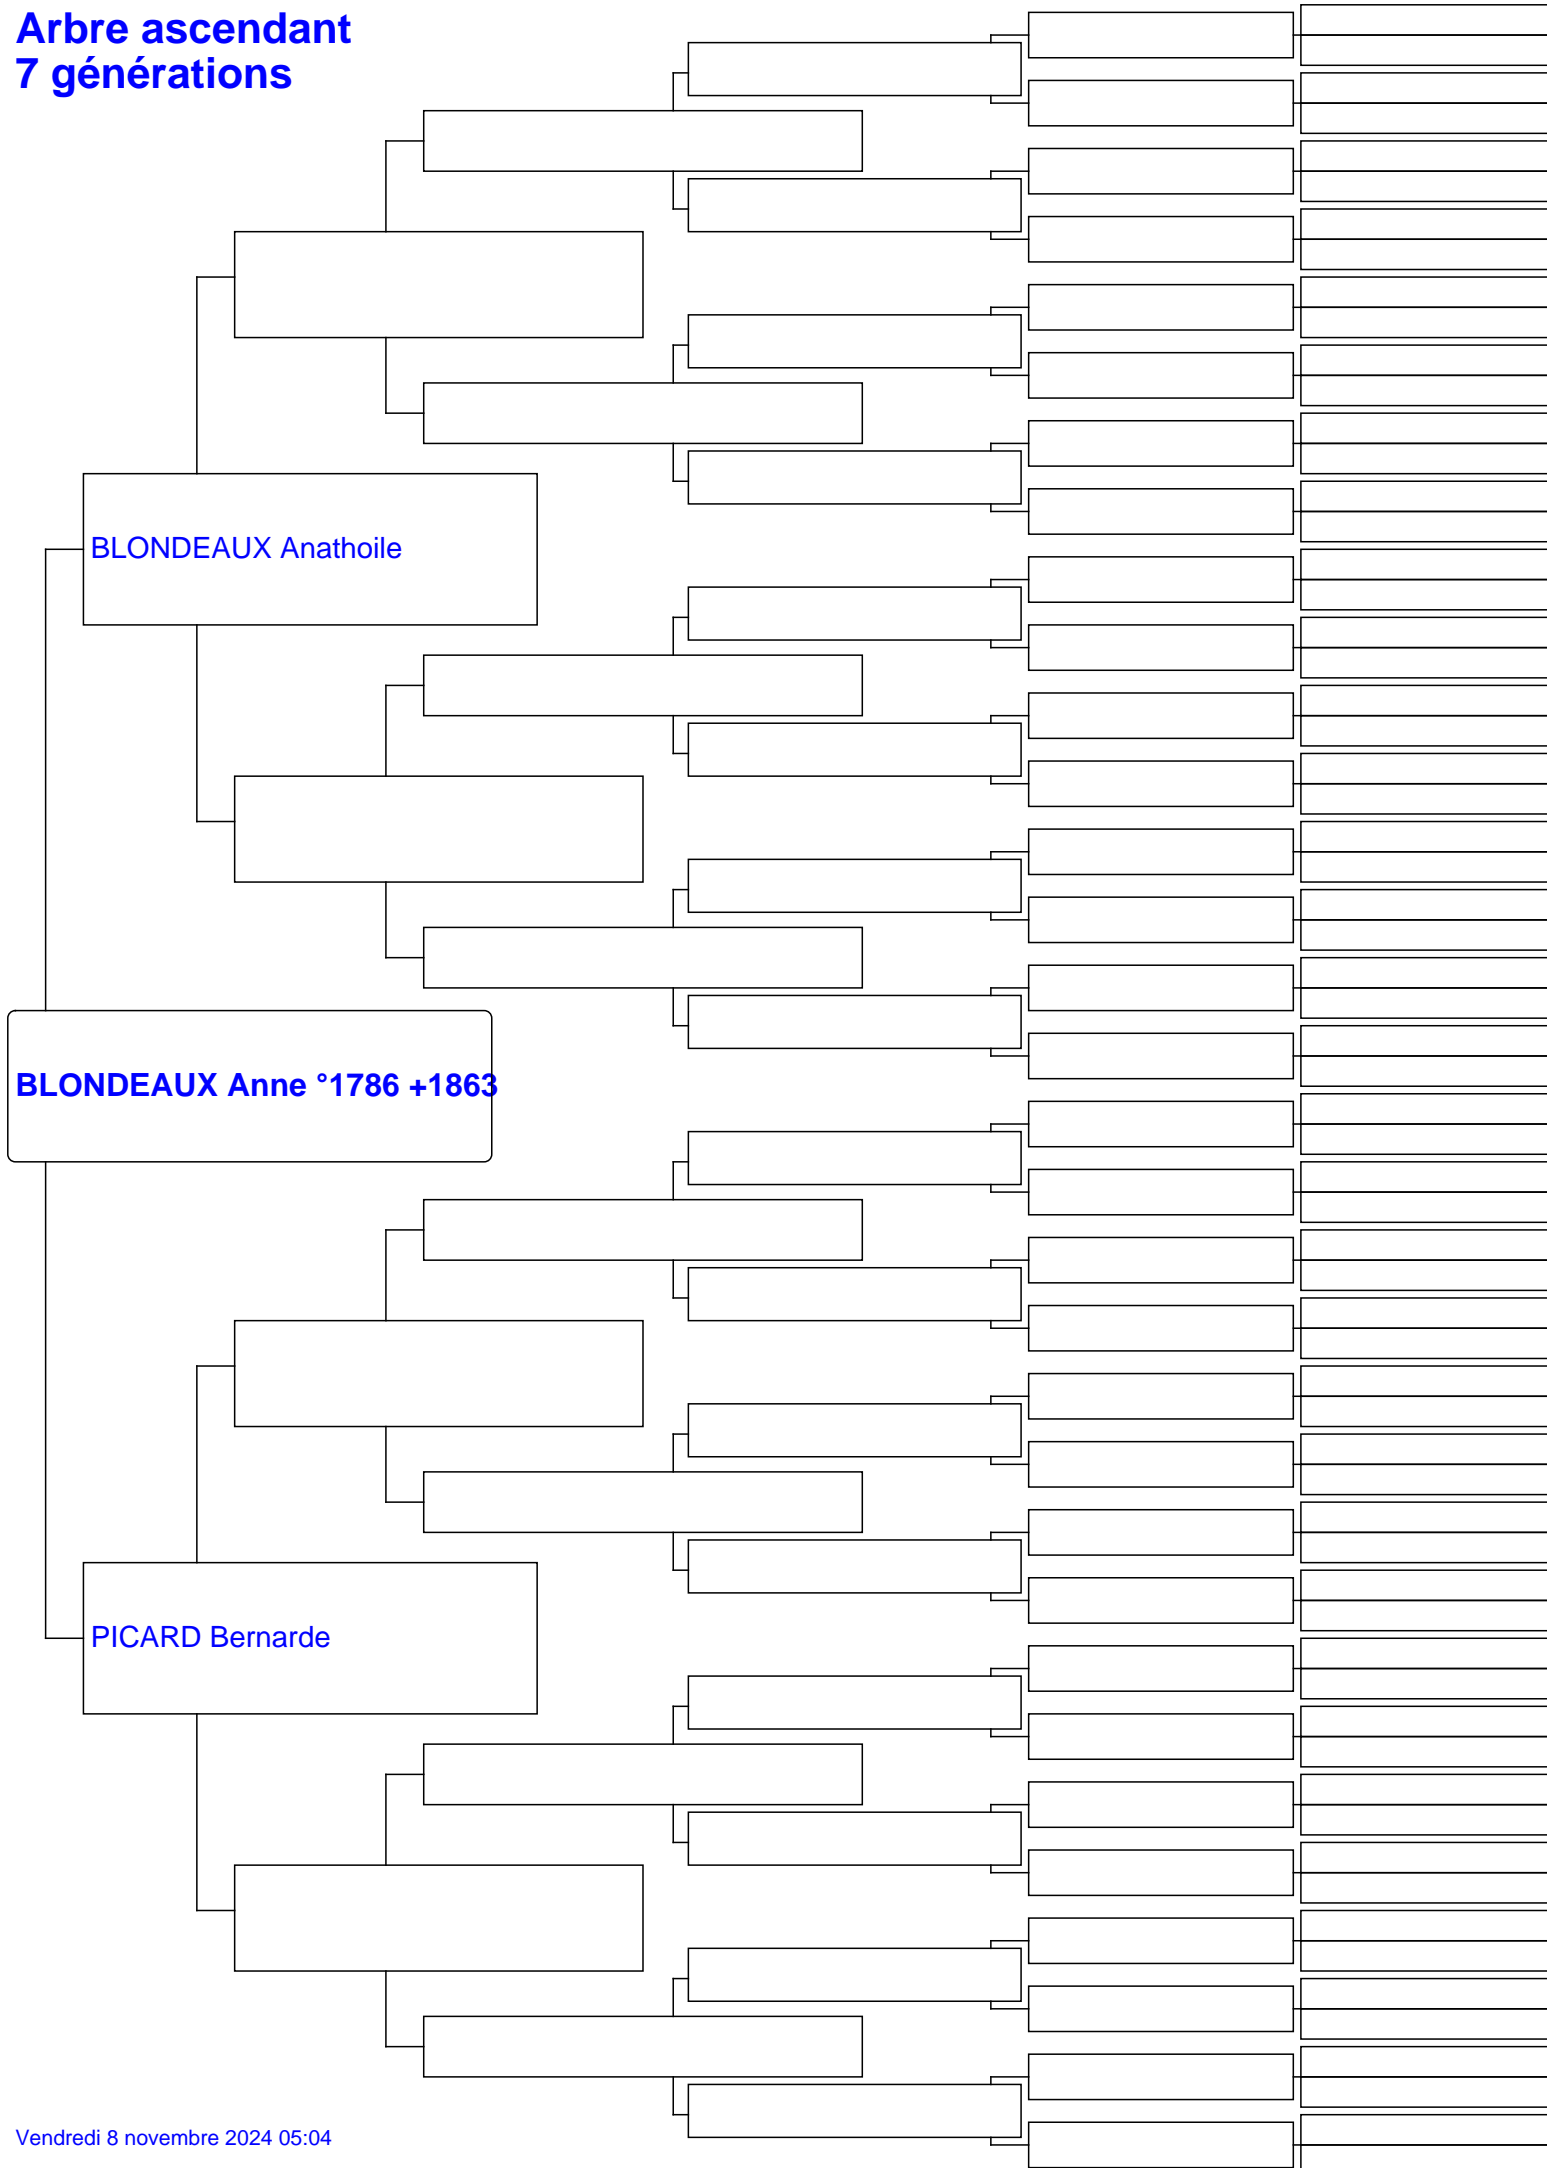 Arbre ascendant
7 générations
BLONDEAUX Anathoile
BLONDEAUX Anne °1786 +1863
PICARD Bernarde
Vendredi 8 novembre 2024 05:04